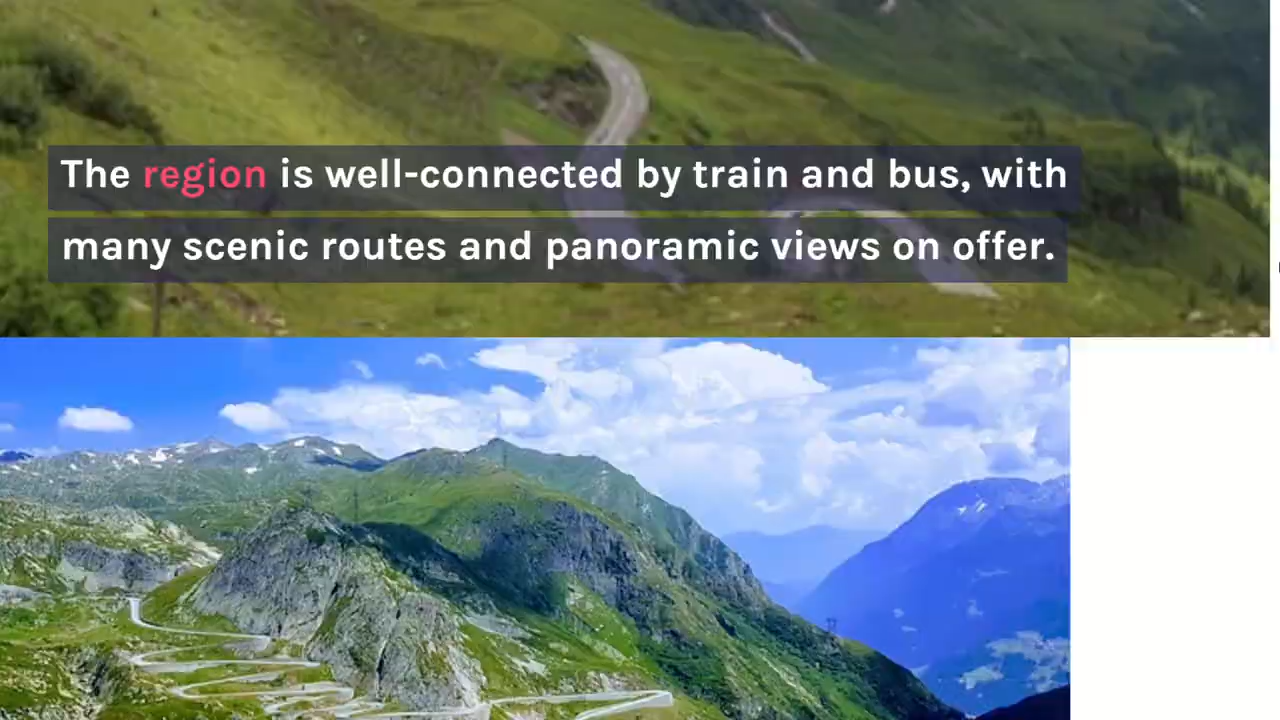 The region is well-connected by train and bus, with
many scenic routes and panoramic views on offer.